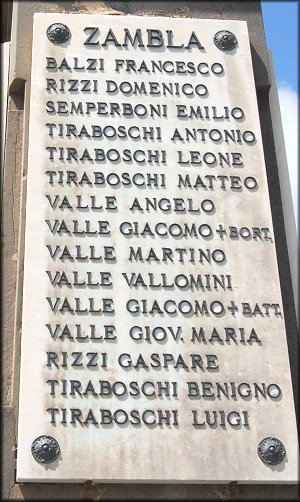 ZAMBLA
BALZI FRANCESCO
RIZZI DOMENICO
SEMPERBONI EMILIO
TIRABOSCHI ANTONIO
TIRABOSCHI LEONE
TIRABOSCHI MATTEO
VALLE ANGELO
VALLE GIACOMO+BORT.
VALLE MARTINO
VALLE VALLOMINI
VALLE GIACOMO+BATT.
VALLE GIOV. MARIA
RIZZI GASPARE
TIRABOSCHI BENIGNO
TIRABOSCHI LUIGI